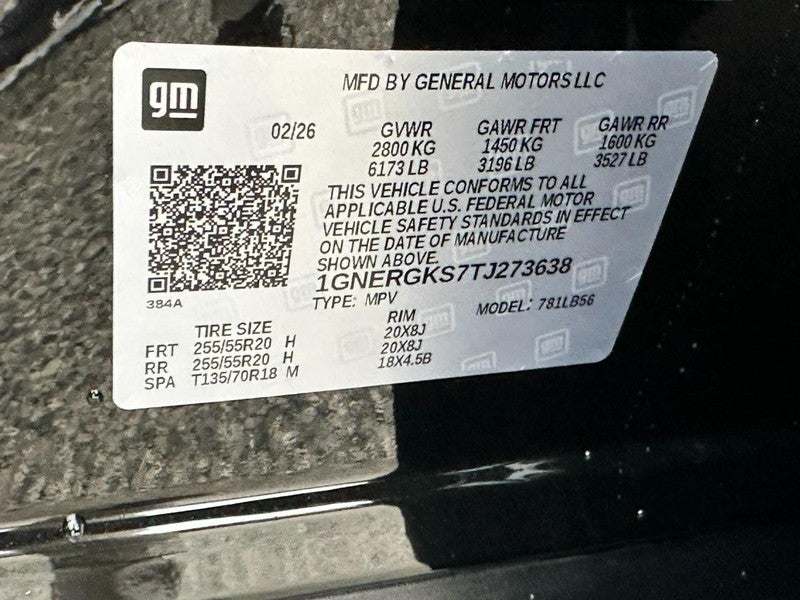 gm
MFD BY GENERAL MOTORS LLC
02/26 GVWR GAWR FRT GAWR RR
2800 KG 1450 KG 1600 KG
6173 LB 3196 LB 3527 LB
THIS VEHICLE CONFORMS TO ALL
APPLICABLE U.S. FEDERAL MOTOR
VEHICLE SAFETY STANDARDS IN EFFECT
ON THE DATE OF MANUFACTURE
SHOWN ABOVE.
1GNERGKS7TJ273638
384A
TYPE: MPV MODEL: 781LB56
TIRE SIZE RIM
FRT 255/55R20 H 20X8J
RR 255/55R20 H 20X8J
SPA T135/70R18 M 18X4.5B